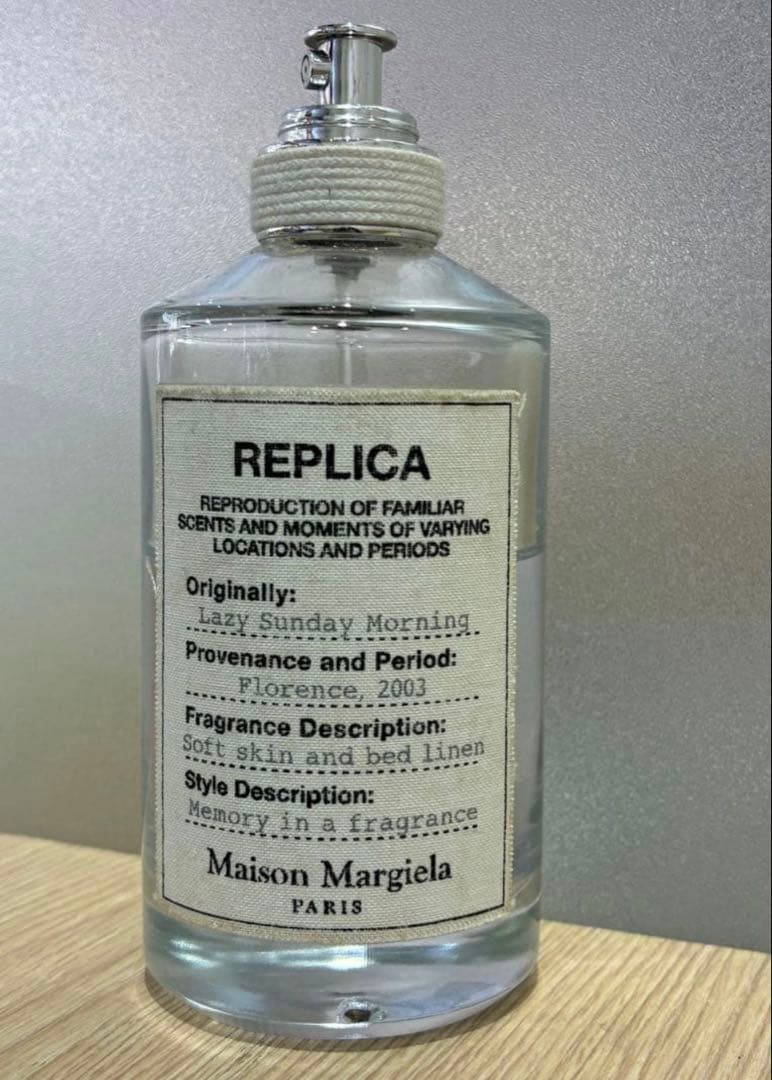 REPLICA
REPRODUCTION OF FAMILIAR
SCENTS AND MOMENTS OF VARYING
LOCATIONS AND PERIODS
Originally:
Lazy Sunday Morning
Provenance and Period:
Florence, 2003
Fragrance Description:
Soft skin and bed linen
Style Description:
Memory in a fragrance
Maison Margiela
PARIS